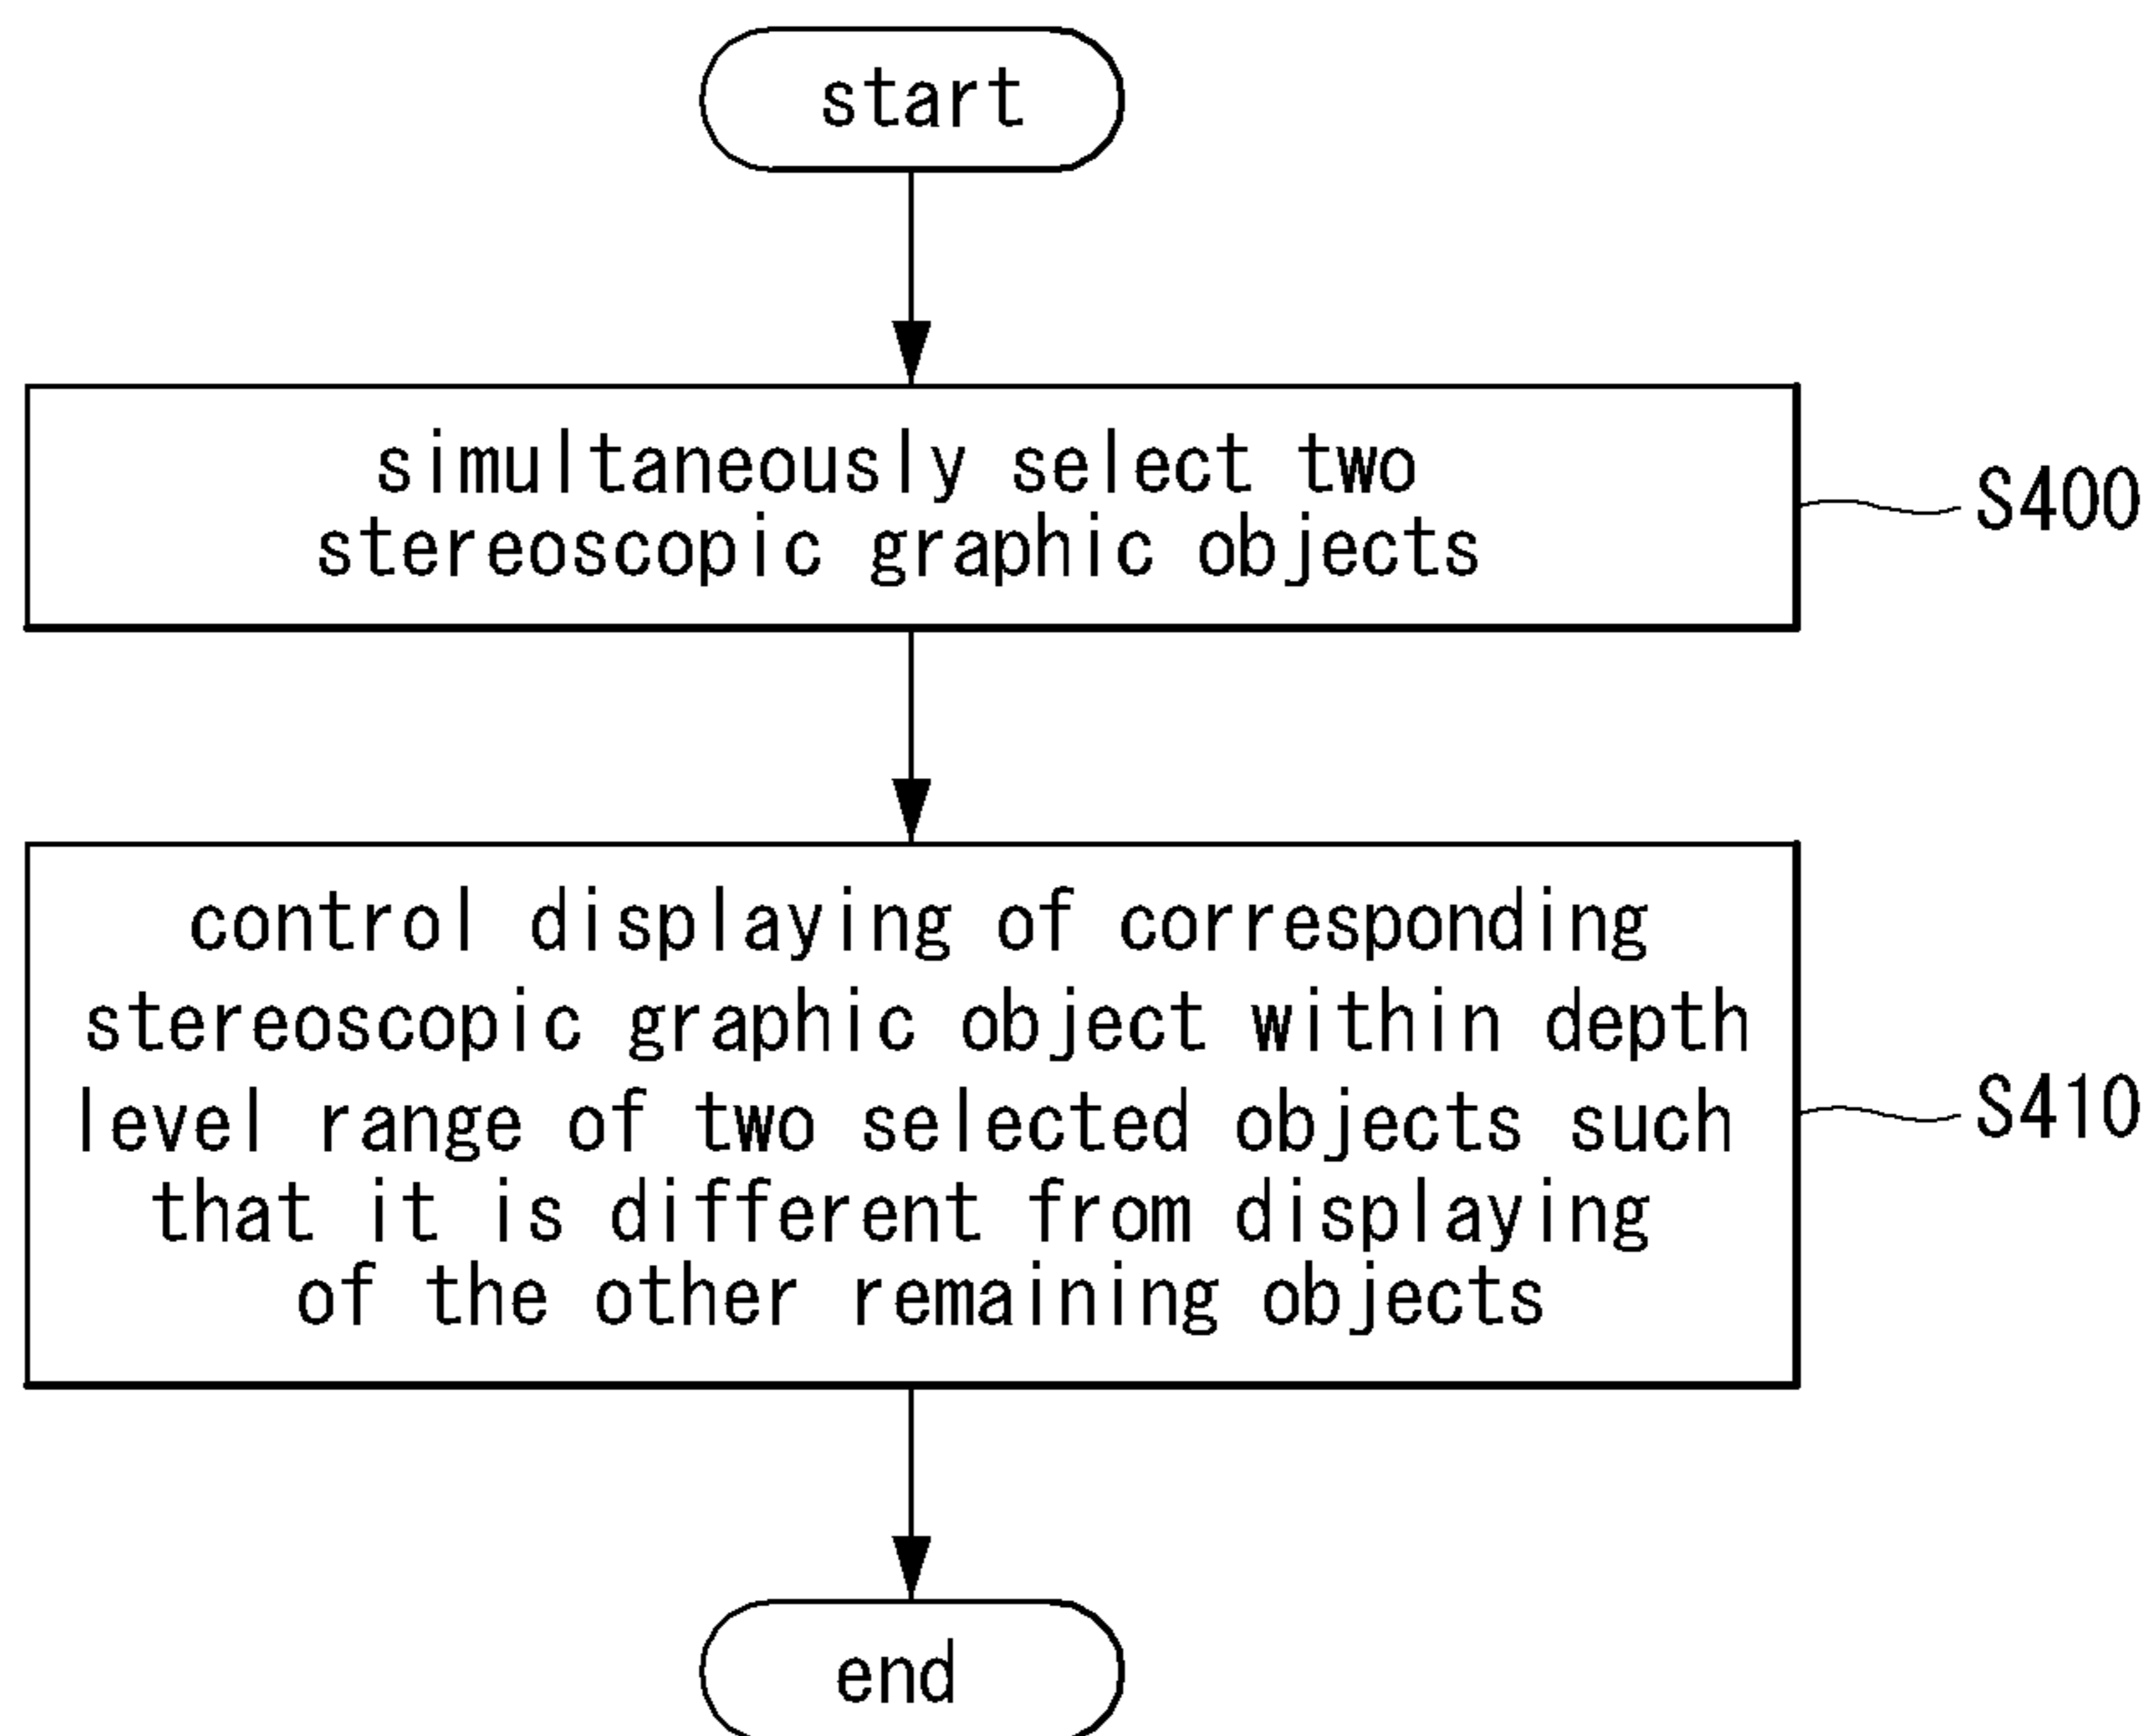 start
simultaneously select two
stereoscopic graphic objects
S400
control displaying of corresponding
stereoscopic graphic object within depth
level range of two selected objects such
that it is different from displaying
of the other remaining objects
S410
end